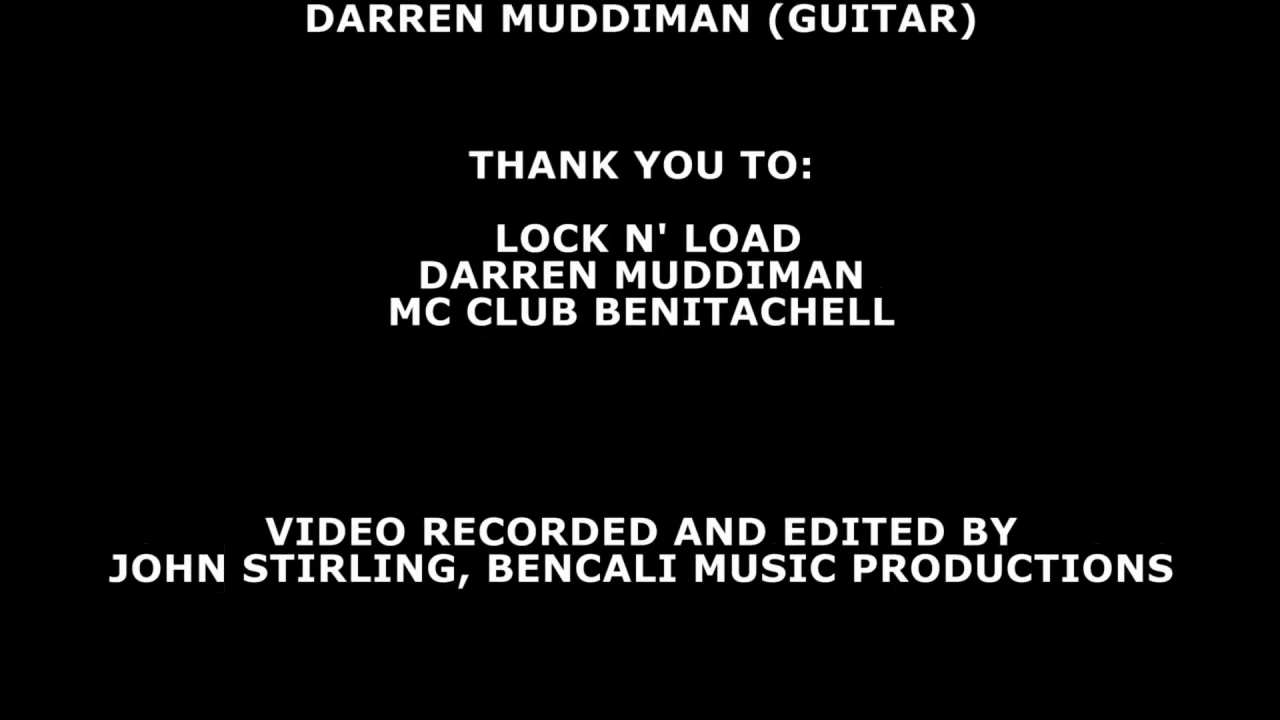 DARREN MUDDIMAN (GUITAR)
THANK YOU TO:
LOCK N' LOAD
DARREN MUDDIMAN
MC CLUB BENITACHELL
VIDEO RECORDED AND EDITED BY
JOHN STIRLING, BENCALI MUSIC PRODUCTIONS